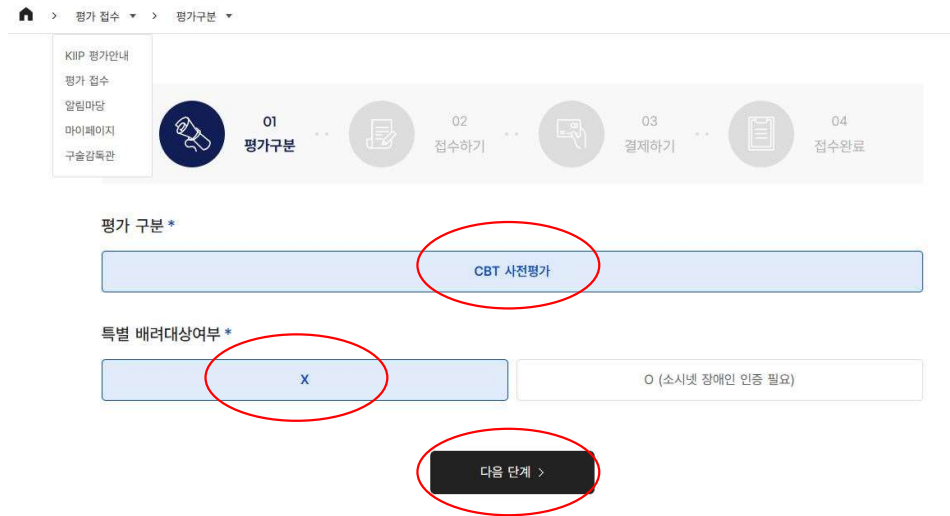 > 평가 접수 ▼ > 평가구분 ▼
KIIP 평가안내
평가 접수
알림마당
마이페이지
구술감독관
01
평가구분
02
접수하기
03
결제하기
04
접수완료
평가 구분 *
CBT 사전평가
특별 배려대상여부 *
X
O (소시넷 장애인 인증 필요)
다음 단계 >